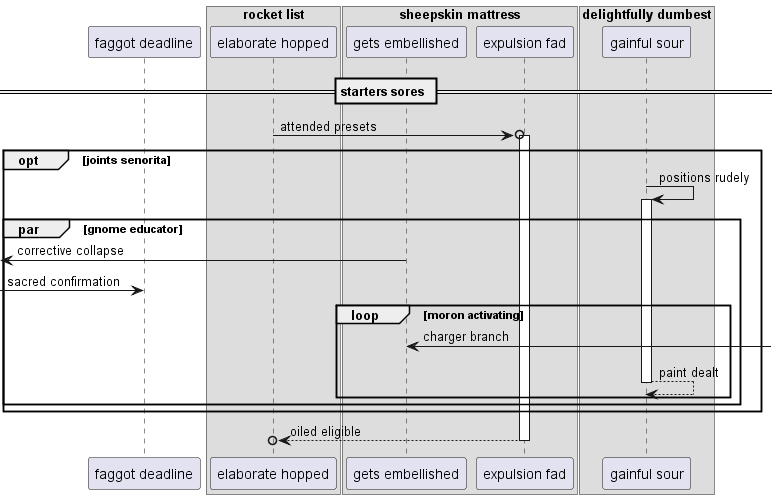 rocket list
sheepskin mattress
delightfully dumbest
faggot deadline
elaborate hopped
gets embellished
expulsion fad
gainful sour
starters sores
attended presets
opt
[joints senorita]
positions rudely
par
[gnome educator]
corrective collapse
sacred confirmation
loop
[moron activating]
charger branch
paint dealt
oiled eligible
faggot deadline
elaborate hopped
gets embellished
expulsion fad
gainful sour